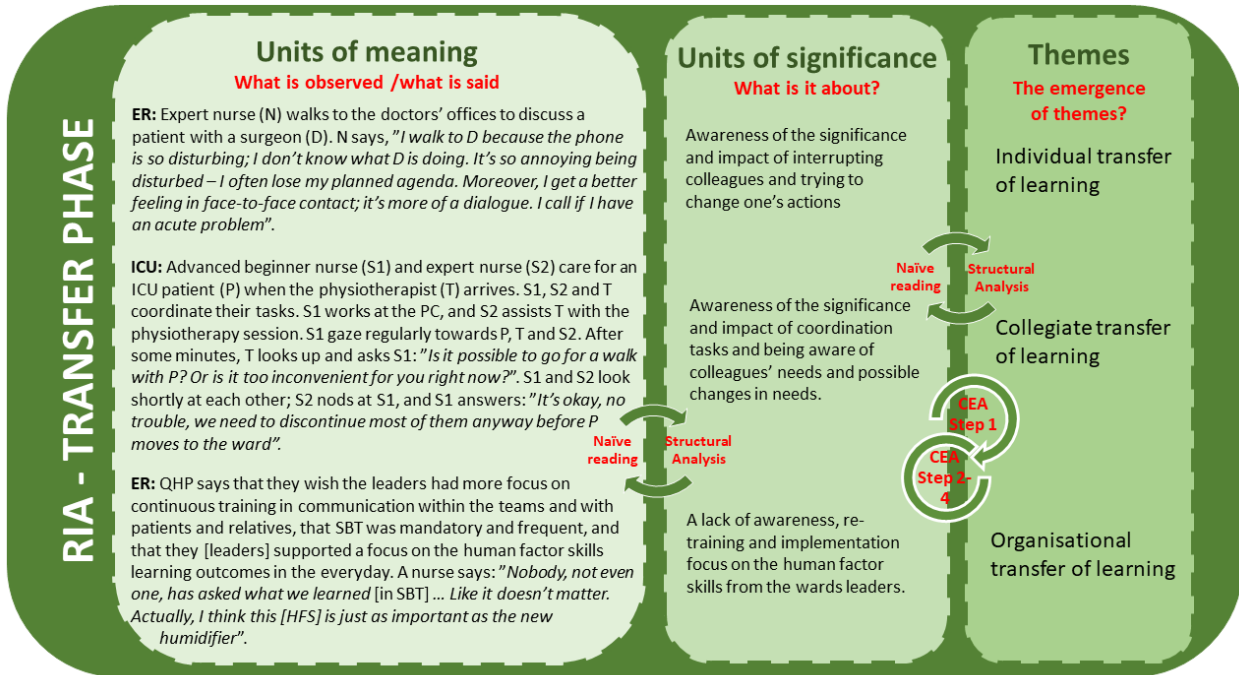 RIA - TRANSFER PHASE
Units of meaning
What is observed /what is said
ER: Expert nurse (N) walks to the doctors' offices to discuss a
patient with a surgeon (D). N says, "I walk to D because the phone
is so disturbing; I don't know what D is doing. It's so annoying being
disturbed – I often lose my planned agenda. Moreover, I get a better
feeling in face-to-face contact; it's more of a dialogue. I call if I have
an acute problem".
ICU: Advanced beginner nurse (S1) and expert nurse (S2) care for an
ICU patient (P) when the physiotherapist (T) arrives. S1, S2 and T
coordinate their tasks. S1 works at the PC, and S2 assists T with the
physiotherapy session. S1 gaze regularly towards P, T and S2. After
some minutes, T looks up and asks S1: "Is it possible to go for a walk
with P? Or is it too inconvenient for you right now?". S1 and S2 look
shortly at each other; S2 nods at S1, and S1 answers: "It's okay, no
trouble, we need to discontinue most of them anyway before P
moves to the ward".
ER: QHP says that they wish the leaders had more focus on
continuous training in communication within the teams and with
patients and relatives, that SBT was mandatory and frequent, and
that they [leaders] supported a focus on the human factor skills
learning outcomes in the everyday. A nurse says: "Nobody, not even
one, has asked what we learned [in SBT] ... Like it doesn't matter.
Actually, I think this [HFS] is just as important as the new
humidifier".
Naïve
reading
Structural
Analysis
Units of significance
What is it about?
Awareness of the significance
and impact of interrupting
colleagues and trying to
change one's actions
Awareness of the significance
and impact of coordination
tasks and being aware of
colleagues' needs and possible
changes in needs.
A lack of awareness, re-
training and implementation
focus on the human factor
skills from the wards leaders.
Naïve
reading
Structural
Analysis
CEA
Step 1
CEA
Step 2-
4
Themes
The emergence
of themes?
Individual transfer
of learning
Collegiate transfer
of learning
Organisational
transfer of learning